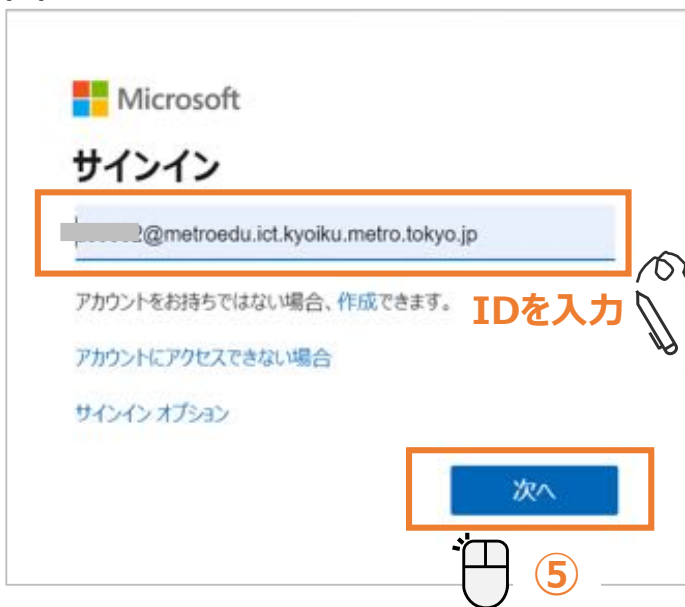 Microsoft
サインイン
@metroedu.ict.kyoiku.metro.tokyo.jp
アカウントをお持ちではない場合、作成できます。
IDを入力
アカウントにアクセスできない場合
サインイン オプション
次へ
⑤